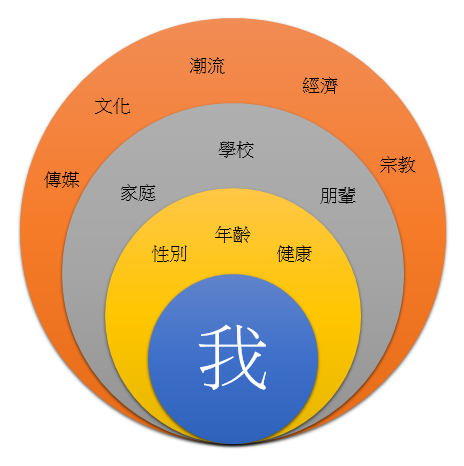 潮流
經濟
文化
學校
宗教
傳媒
家庭
朋輩
年齡
性別
健康
我